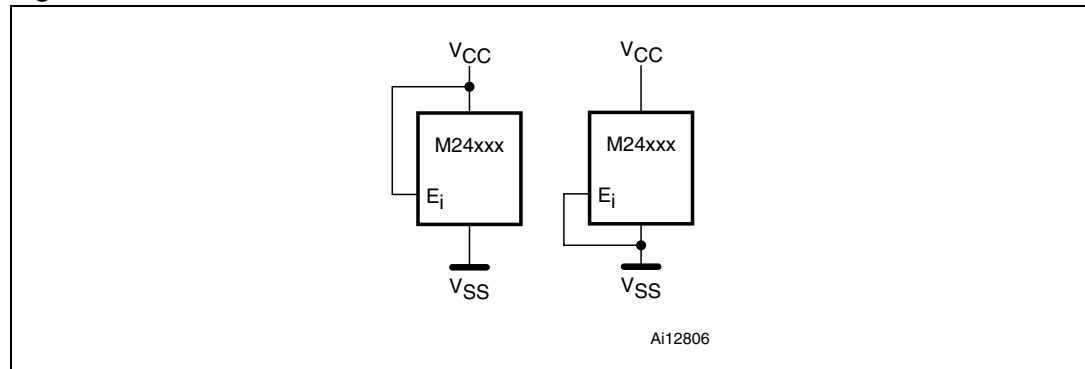 VCC VCC
M24xxx M24xxx
Ei Ei
VSS VSS
Ai12806